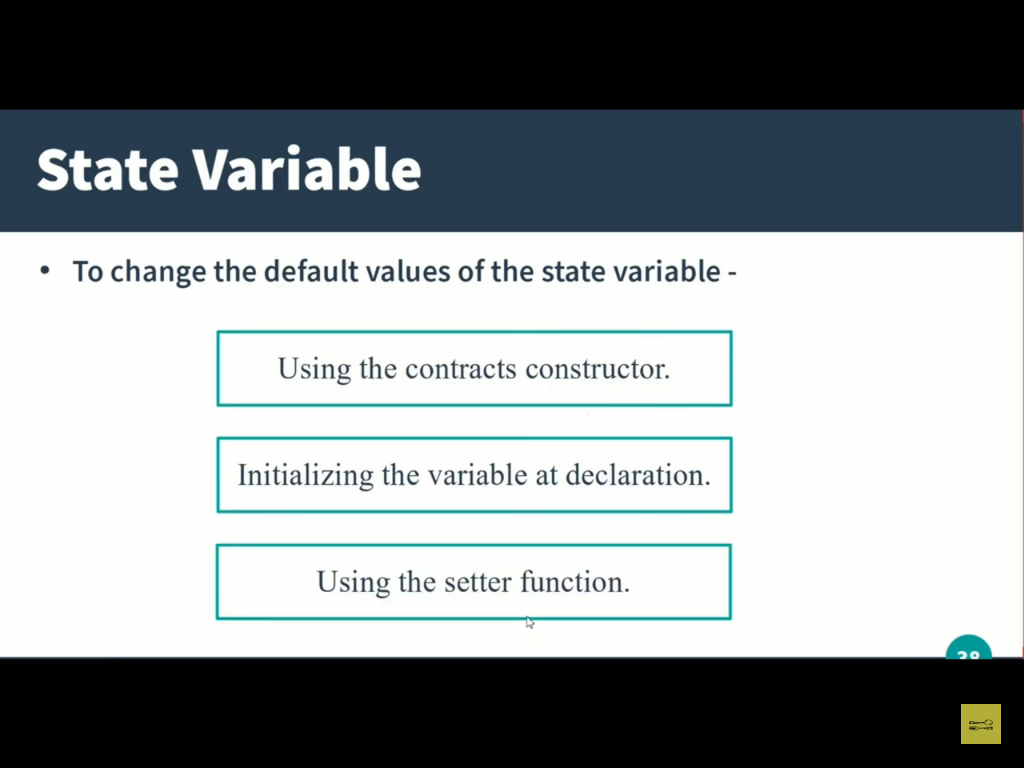 State Variable
• To change the default values of the state variable -
Using the contracts constructor.
Initializing the variable at declaration.
Using the setter function.
38